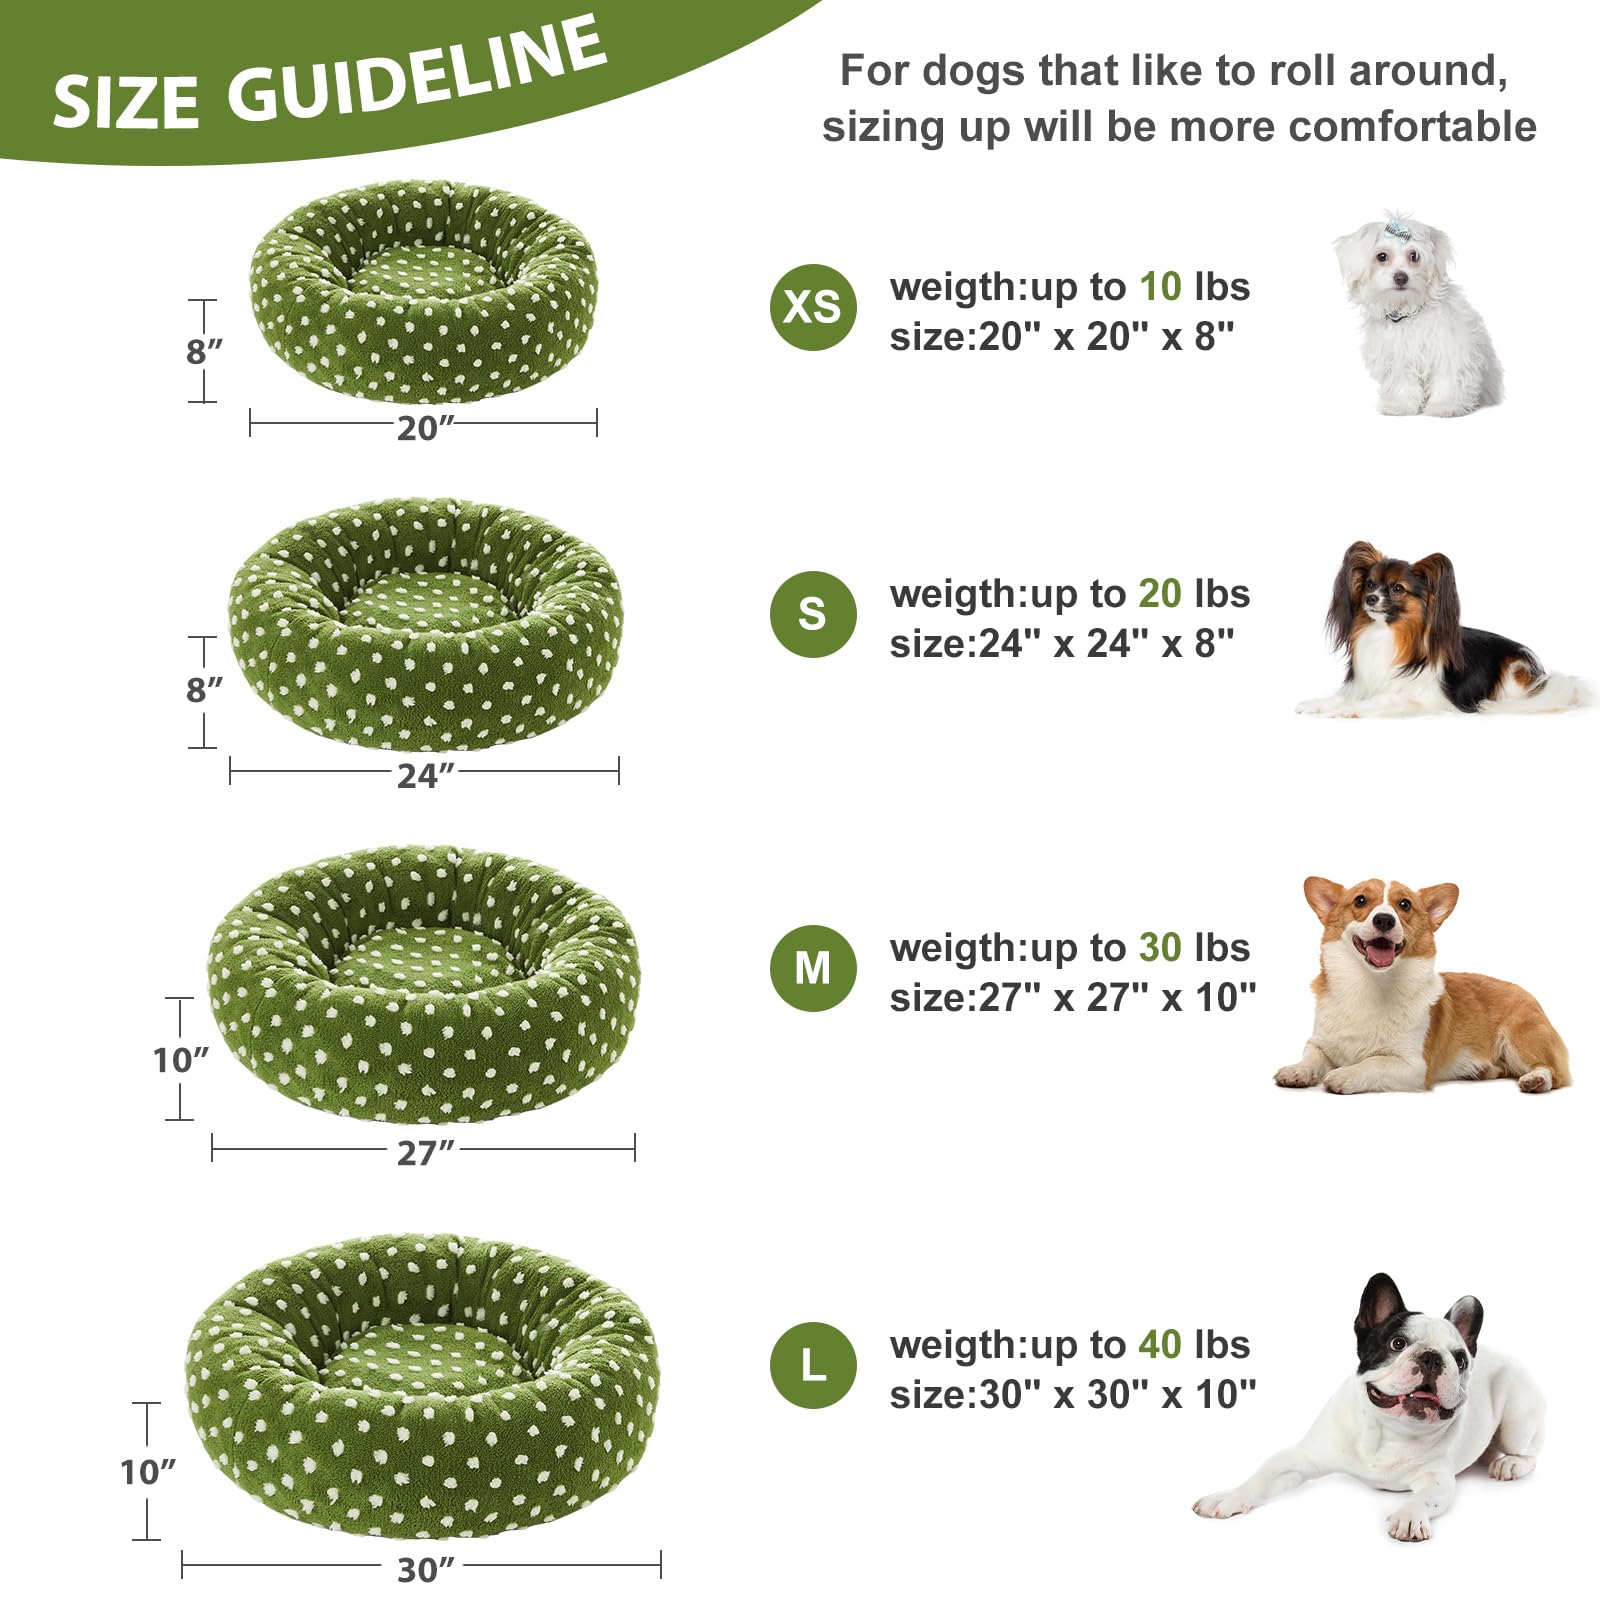 SIZE GUIDELINE
For dogs that like to roll around,
sizing up will be more comfortable
8”
20”
XS
weigth:up to 10 lbs
size:20" x 20" x 8"
8”
24”
S
weigth:up to 20 lbs
size:24" x 24" x 8"
10”
27”
M
weigth:up to 30 lbs
size:27" x 27" x 10"
10”
30”
L
weigth:up to 40 lbs
size:30" x 30" x 10"